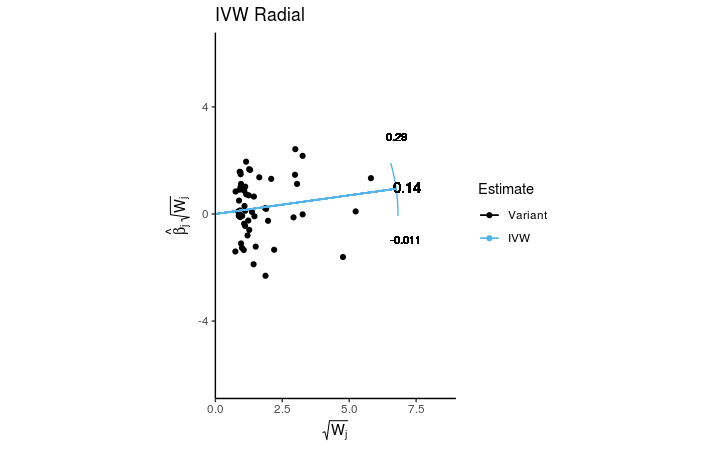 IVW Radial
4
0
-4
β̂j√Wj
0.29
0.14
-0.011
0.0
2.5
5.0
7.5
√Wj
Estimate
Variant
IVW